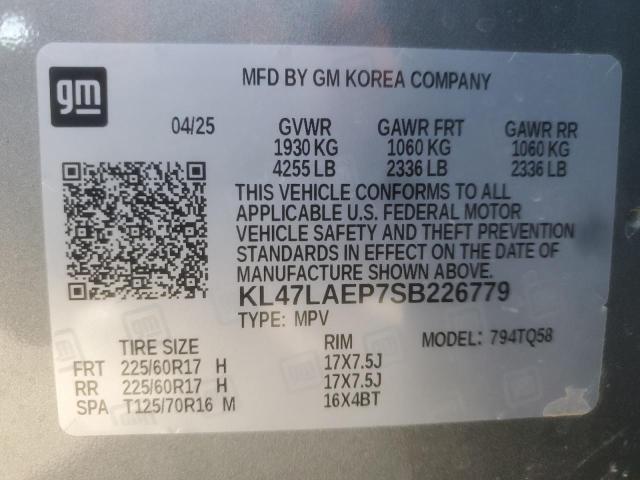 gm
MFD BY GM KOREA COMPANY
04/25 GVWR GAWR FRT GAWR RR
1930 KG 1060 KG 1060 KG
4255 LB 2336 LB 2336 LB
THIS VEHICLE CONFORMS TO ALL
APPLICABLE U.S. FEDERAL MOTOR
VEHICLE SAFETY AND THEFT PREVENTION
STANDARDS IN EFFECT ON THE DATE OF
MANUFACTURE SHOWN ABOVE.
KL47LAEP7SB226779
TYPE: MPV MODEL: 794TQ58
TIRE SIZE RIM
FRT 225/60R17 H 17X7.5J
RR 225/60R17 H 17X7.5J
SPA T125/70R16 M 16X4BT